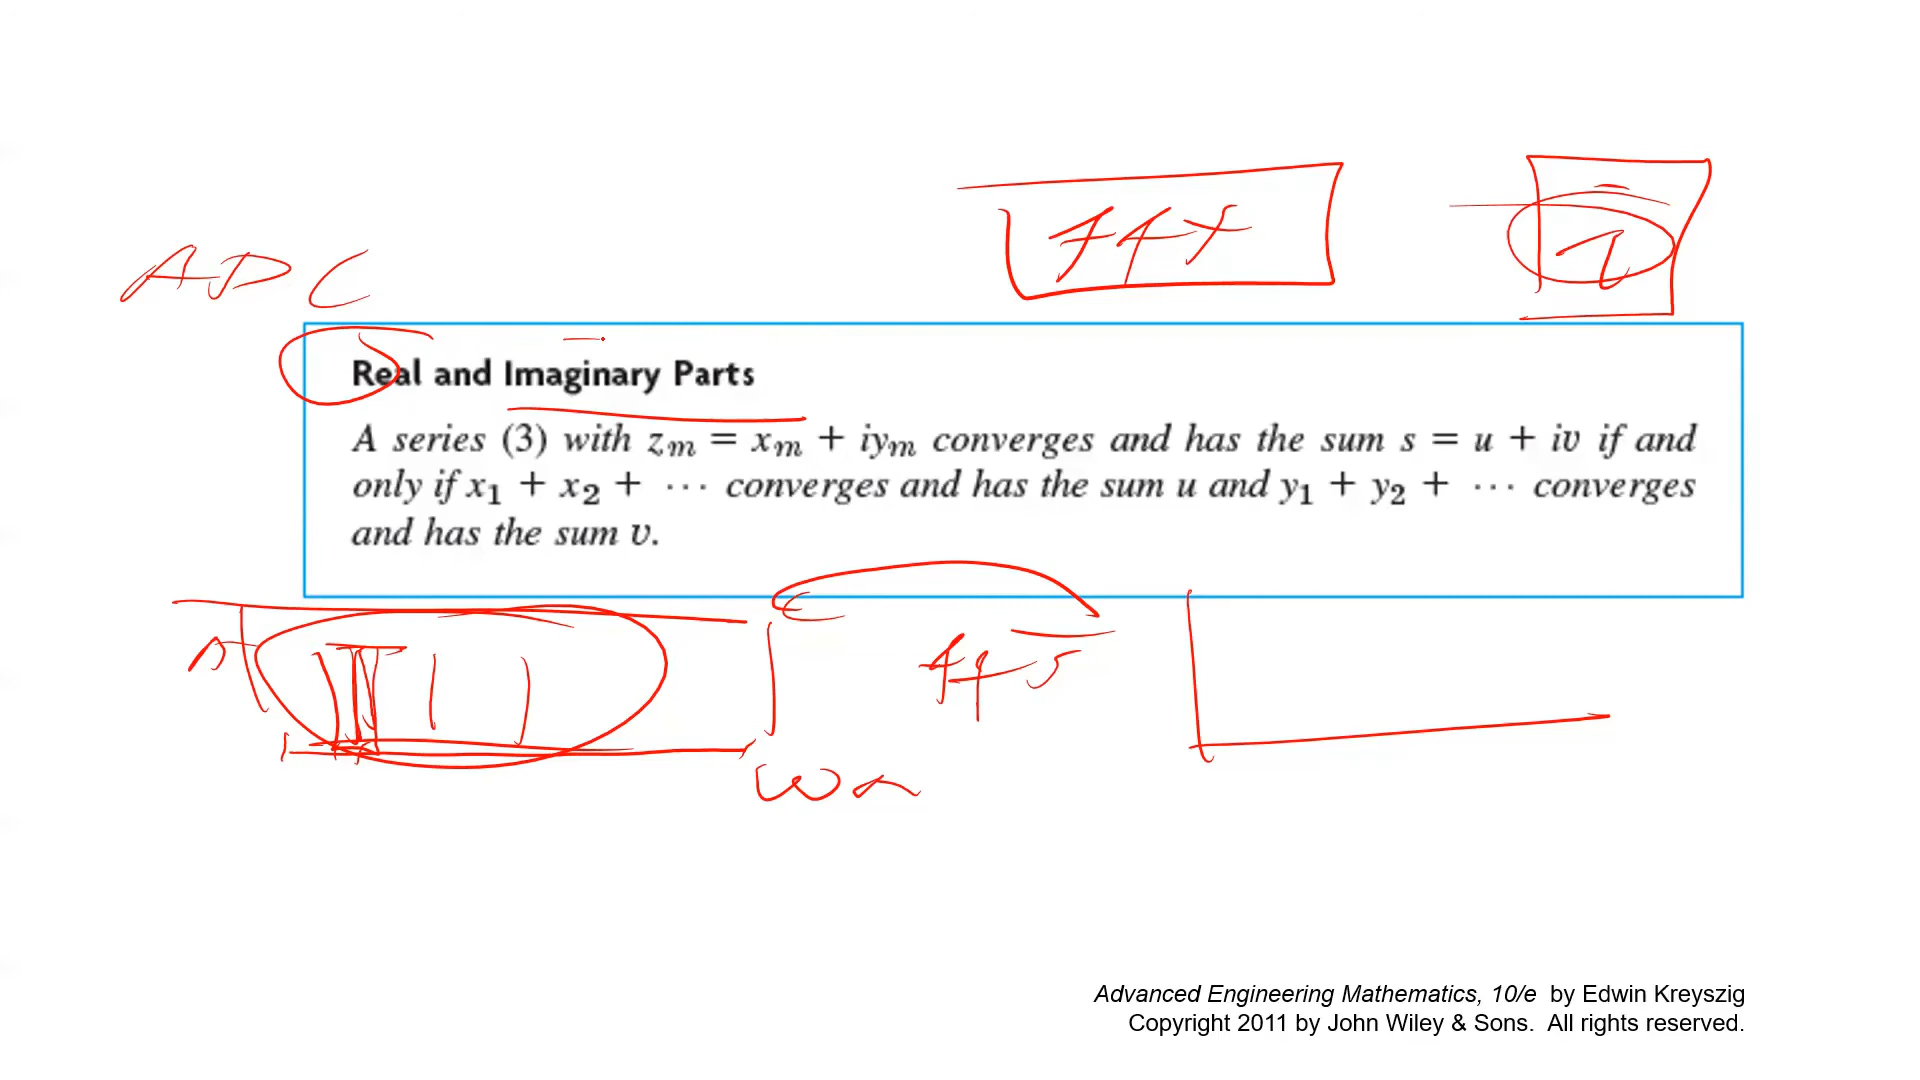 ADC
Real and Imaginary Parts
A series (3) with zm = xm + iym converges and has the sum s = u + iv if and
only if x1 + x2 + ··· converges and has the sum u and y1 + y2 + ··· converges
and has the sum v.
Advanced Engineering Mathematics, 10/e by Edwin Kreyszig
Copyright 2011 by John Wiley & Sons. All rights reserved.